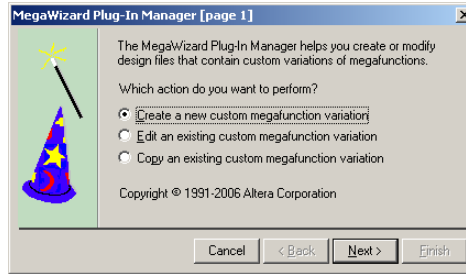 MegaWizard Plug-In Manager [page 1]
The MegaWizard Plug-In Manager helps you create or modify
design files that contain custom variations of megafunctions.
Which action do you want to perform?
Create a new custom megafunction variation
Edit an existing custom megafunction variation
Copy an existing custom megafunction variation
Copyright © 1991-2006 Altera Corporation
Cancel < Back Next > Finish